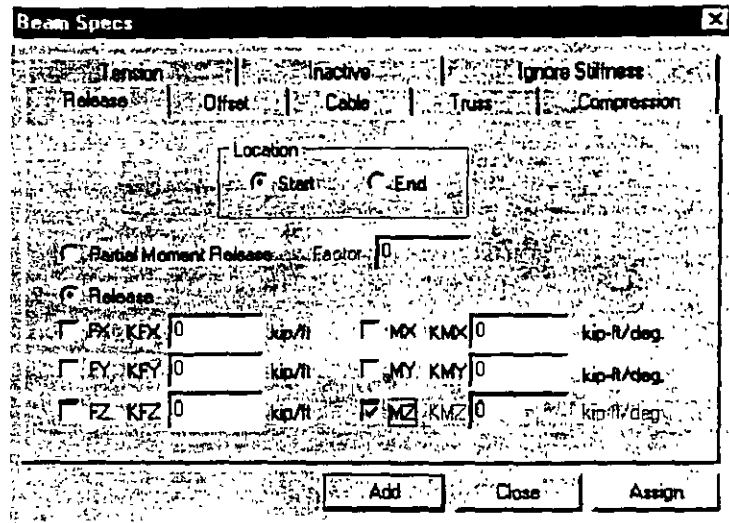 Beam Specs
Tension Inactive Ignore Stiffness
Release Offset Cable Truss Compression
Location
Start End
Partial Moment Release Factor 0
Release
FX KFX 0 kip/ft MX KMX 0 kip-ft/deg.
FY KFY 0 kip/ft MY KMY 0 kip-ft/deg.
FZ KFZ 0 kip/ft MZ KMZ 0 kip-ft/deg.
Add Close Assign